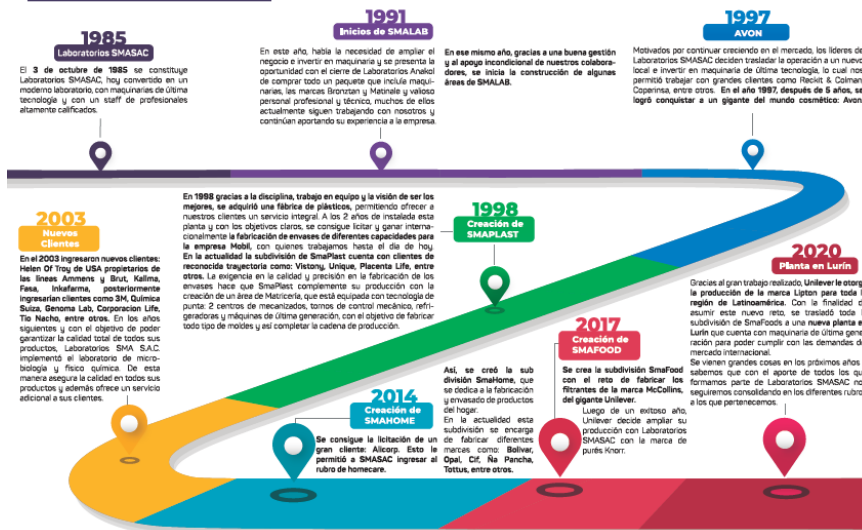 1985
Laboratorios SMASAC
El 3 de octubre de 1985 se constituye
Laboratorios SMASAC, hoy convertido en un
moderno laboratorio, con maquinarias de última
tecnología y con un staff de profesionales
altamente calificados.
1991
Inicios de SMALAB
En este año, había la necesidad de ampliar el
negocio e invertir en maquinaria y se presenta la
oportunidad con el cierre de Laboratorios Anakol
de comprar todo un paquete que incluía maqui-
narias, las marcas Bronztan y Matinale y valioso
personal profesional y técnico, muchos de ellos
actualmente siguen trabajando con nosotros y
continúan aportando su experiencia a la empresa.
En ese mismo año, gracias a una buena gestión
y al apoyo incondicional de nuestros colabora-
dores, se inicia la construcción de algunas
áreas de SMALAB.
1997
AVON
Motivados por continuar creciendo en el mercado, los líderes de
Laboratorios SMASAC deciden trasladar la operación a un nuevo
local e invertir en maquinaria de última tecnología, lo cual nos
permitió trabajar con grandes clientes como Reckit & Colman,
Coperinsa, entre otros. En el año 1997, después de 5 años, se
logró conquistar a un gigante del mundo cosmético: Avon
En 1998 gracias a la disciplina, trabajo en equipo y la visión de ser los
mejores, se adquirió una fábrica de plásticos, permitiendo ofrecer a
nuestros clientes un servicio integral. A los 2 años de instalada esta
planta y con los objetivos claros, se consigue licitar y ganar interna-
cionalmente la fabricación de envases de diferentes capacidades para
la empresa Mobil, con quienes trabajamos hasta el día de hoy.
En la actualidad la subdivisión de SmaPlast cuenta con clientes de
reconocida trayectoria como: Vistony, Unique, Placenta Life, entre
otros. La exigencia en la calidad y precisión en la fabricación de los
envases hace que SmaPlast complemente su producción con la
creación de un área de Matricería, que está equipada con tecnología de
punta: 2 centros de mecanizados, tornos de control mecánico, refri-
geradoras y máquinas de última generación, con el objetivo de fabricar
todo tipo de moldes y así completar la cadena de producción.
1998
Creación de
SMAPLAST
2003
Nuevos
Clientes
En el 2003 ingresaron nuevos clientes:
Helen Of Troy de USA propietarios de
las líneas Ammens y Brut, Kalima,
Fasa, Inkafarma, posteriormente
ingresarían clientes como 3M, Química
Suiza, Genoma Lab, Corporacion Life,
Tio Nacho, entre otros. En los años
siguientes y con el objetivo de poder
garantizar la calidad total de todos sus
productos, Laboratorios SMA S.A.C.
implementó el laboratorio de micro-
biología y físico química. De esta
manera asegura la calidad en todos sus
productos y además ofrece un servicio
adicional a sus clientes.
2014
Creación de
SMAHOME
Se consigue la licitación de un
gran cliente: Alicorp. Esto le
permitió a SMASAC ingresar al
rubro de homecare.
Así, se creó la sub
división SmaHome, que
se dedica a la fabricación
y envasado de productos
del hogar.
En la actualidad esta
subdivisión se encarga
de fabricar diferentes
marcas como: Bolivar,
Opal, Cif, Ña Pancha,
Tottus, entre otros.
2017
Creación de
SMAFOOD
Se crea la subdivisión SmaFood
con el reto de fabricar los
filtrantes de la marca McCollins,
del gigante Unilever.
Luego de un exitoso año,
Unilever decide ampliar su
producción con Laboratorios
SMASAC con la marca de
purés Knorr.
2020
Planta en Lurín
Gracias al gran trabajo realizado, Unilever le otorg
la producción de la marca Lipton para toda l
región de Latinoamérica. Con la finalidad d
asumir este nuevo reto, se trasladó toda l
subdivisión de SmaFoods a una nueva planta e
Lurín que cuenta con maquinaria de última gene
ración para poder cumplir con las demandas de
mercado internacional.
Se vienen grandes cosas en los próximos años,
sabemos que con el aporte de todos los qu
formamos parte de Laboratorios SMASAC no
seguiremos consolidando en los diferentes rubro
a los que pertenecemos.